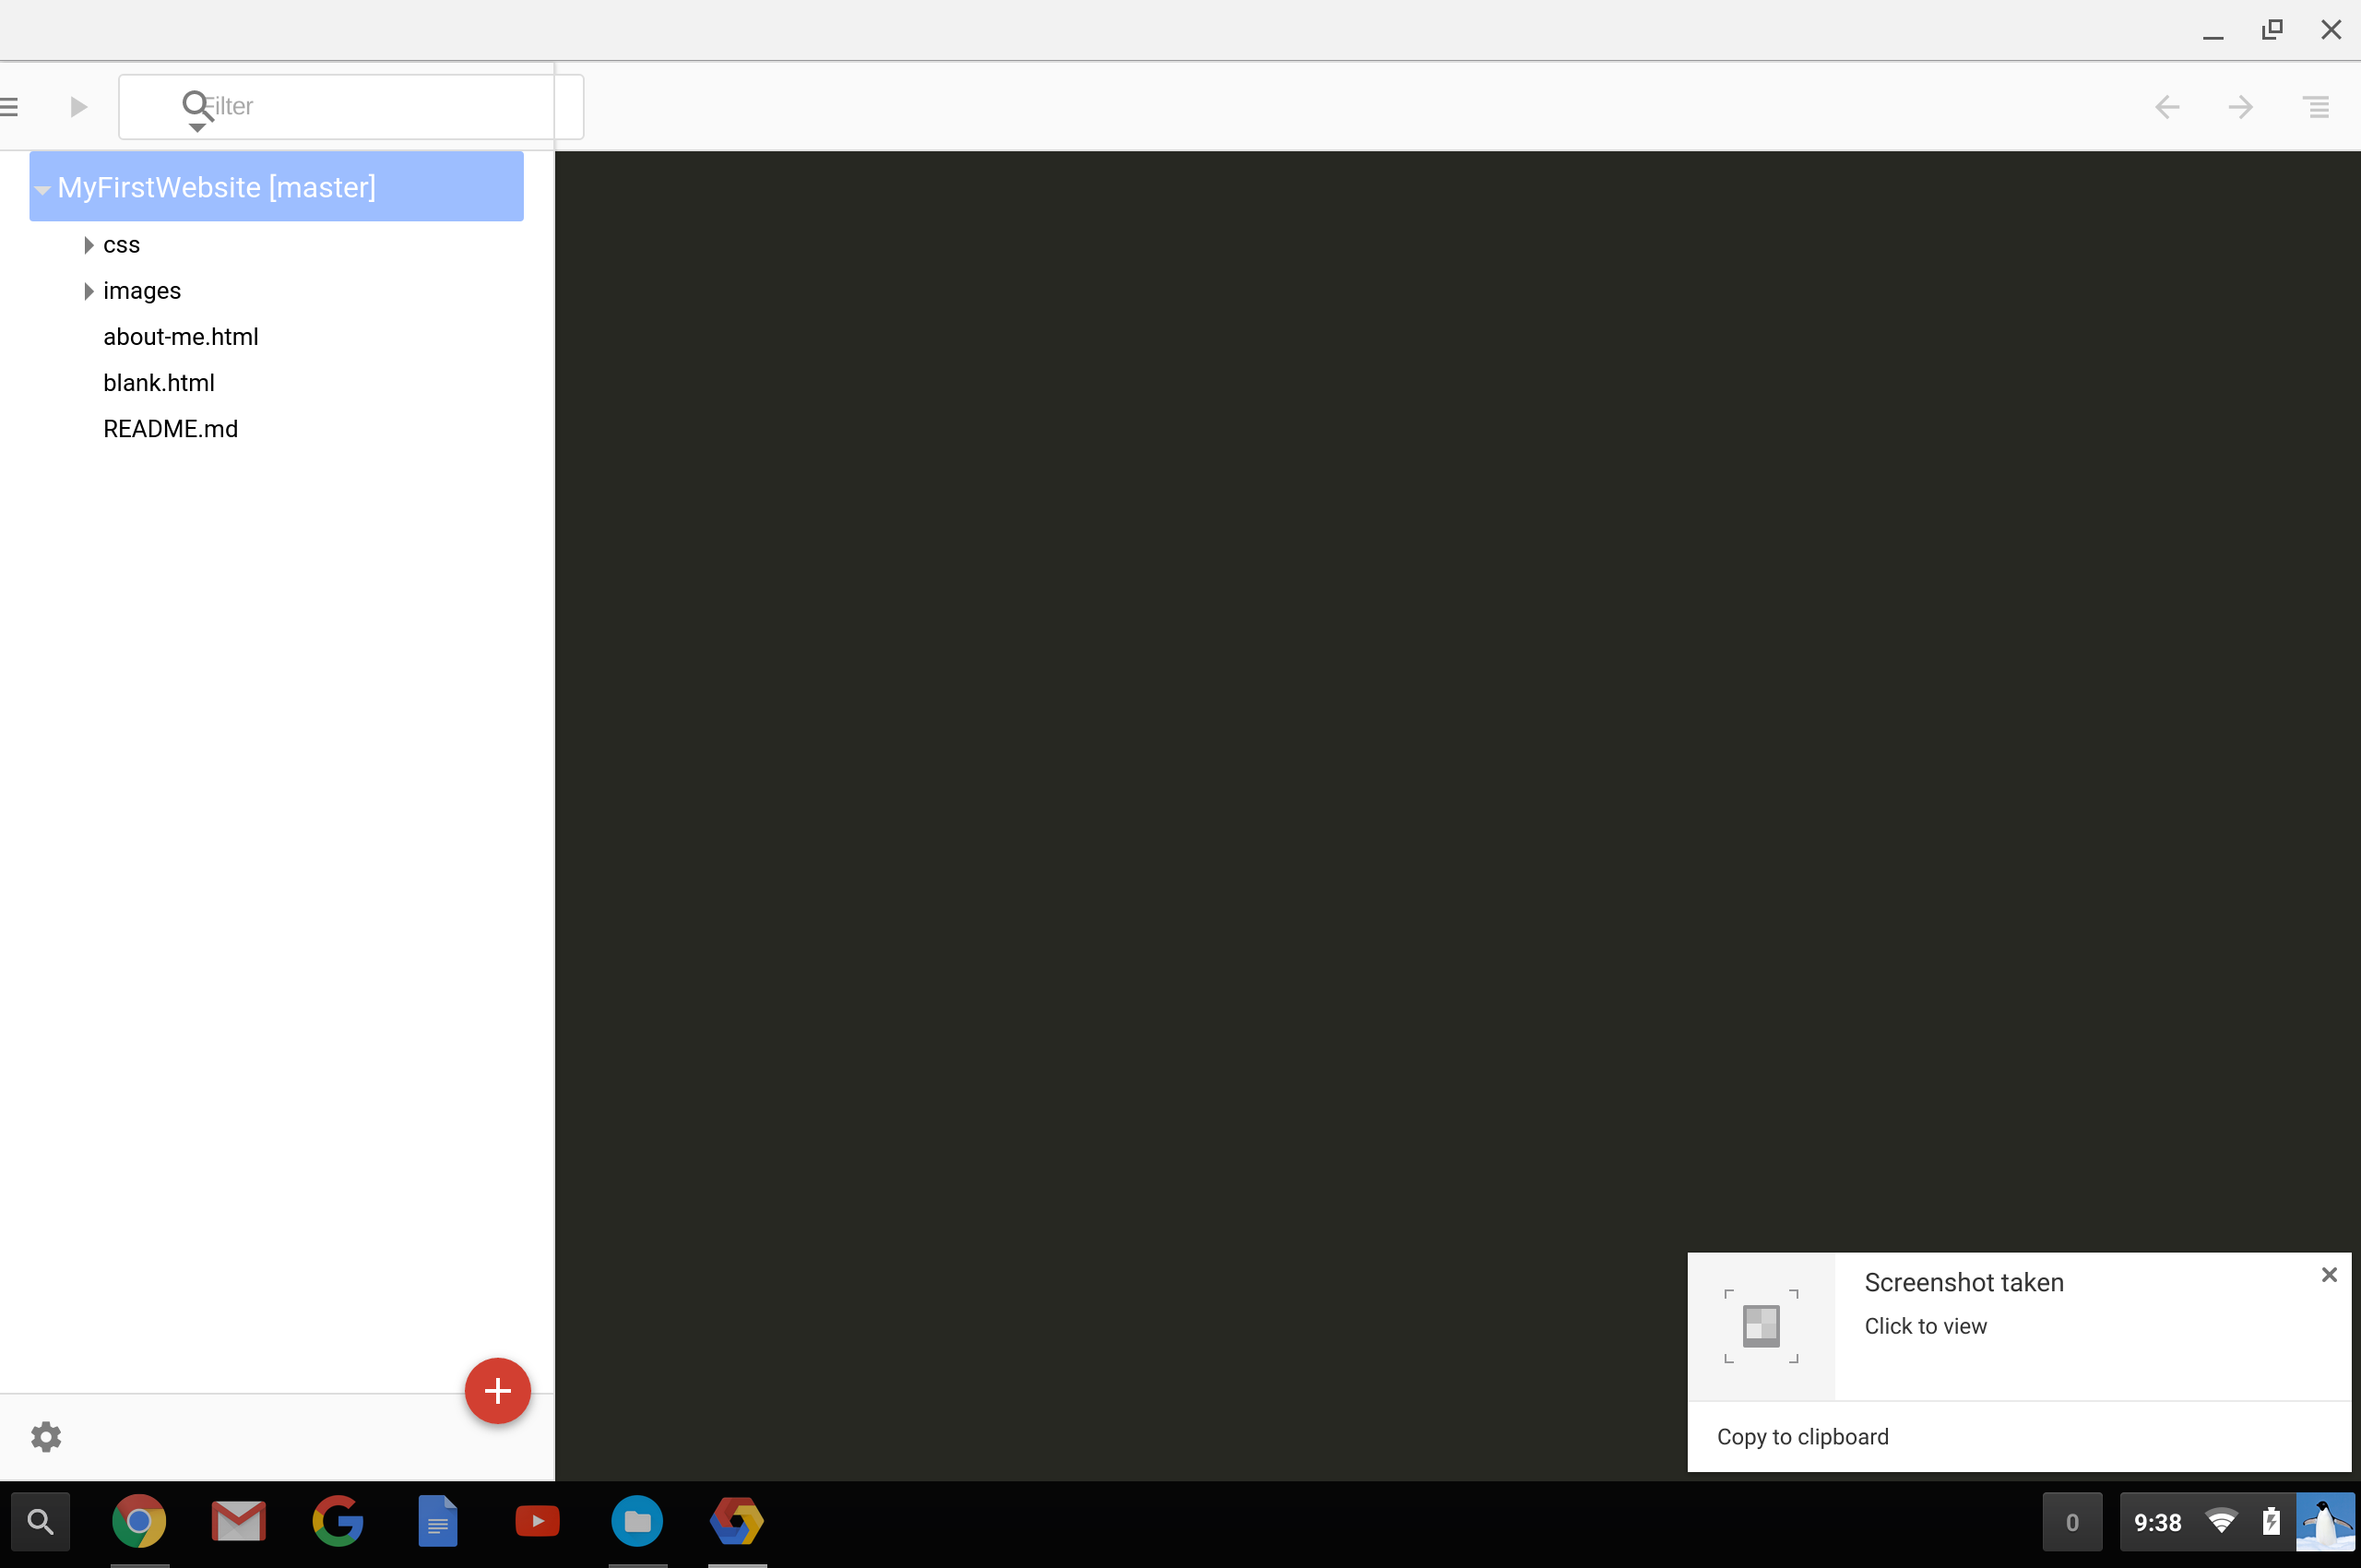 Filter
MyFirstWebsite [master]
css
images
about-me.html
blank.html
README.md
Screenshot taken
Click to view
Copy to clipboard
0
9:38